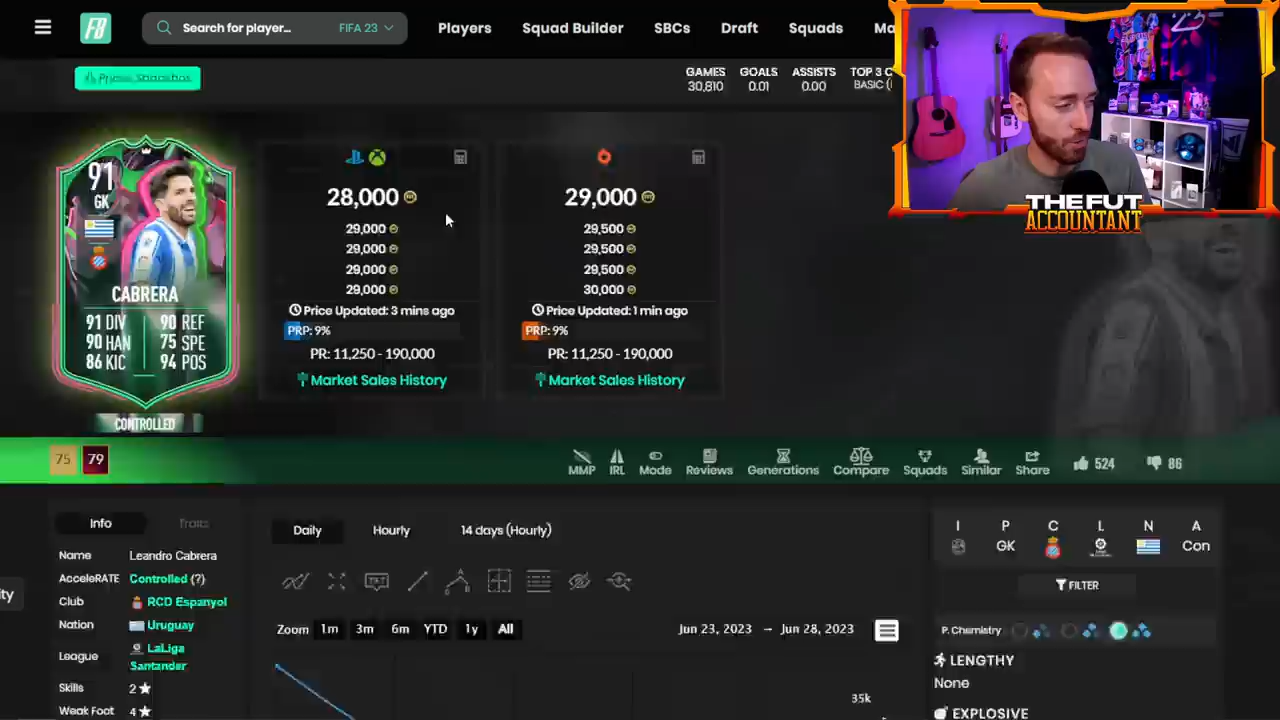 FB
Search for player...
FIFA 23
Players
Squad Builder
SBCs
Draft
Squads
GAMES
30,810
GOALS
0.01
ASSISTS
0.00
TOP 3 C
BASIC
THE FUT
ACCOUNTANT
91
GK
CABRERA
91 DIV
90 REF
90 HAN
75 SPE
86 KIC
94 POS
CONTROLLED
28,000
29,000
29,000
29,000
29,000
Price Updated: 3 mins ago
PRP: 9%
PR: 11,250 - 190,000
Market Sales History
29,000
29,500
29,500
29,500
30,000
Price Updated: 1 min ago
PRP: 9%
PR: 11,250 - 190,000
Market Sales History
75
79
MMP
IRL
Mode
Reviews
Generations
Compare
Squads
Similar
Share
524
86
Info
Traits
Name
Leandro Cabrera
AcceleRATE
Controlled (?)
Club
RCD Espanyol
Nation
Uruguay
League
LaLiga
Santander
Skills
2
Weak Foot
4
ity
Daily
Hourly
14 days (Hourly)
TEXT
Zoom
1m
3m
6m
YTD
1y
All
Jun 23, 2023 → Jun 28, 2023
35k
I
P
C
L
N
A
GK
Con
FILTER
P. Chemistry
LENGTHY
None
EXPLOSIVE